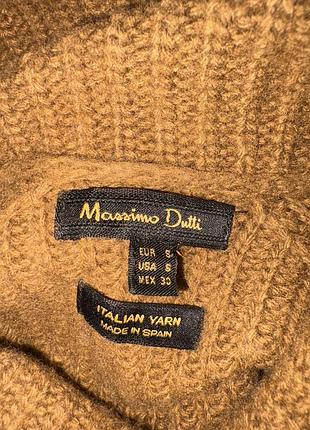 Massimo Dutti
EUR S
USA S
MEX 30
ITALIAN YARN
MADE IN SPAIN